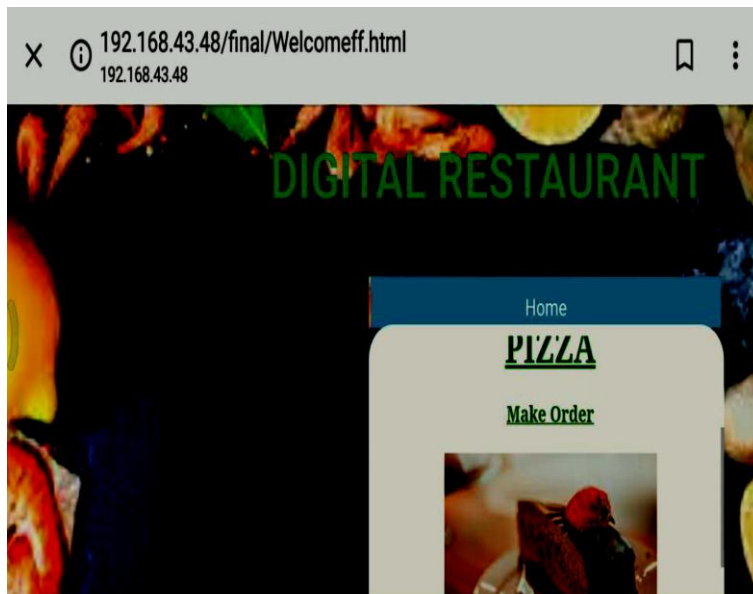 192.168.43.48/final/Welcomeff.html
192.168.43.48
DIGITAL RESTAURANT
Home
PIZZA
Make Order